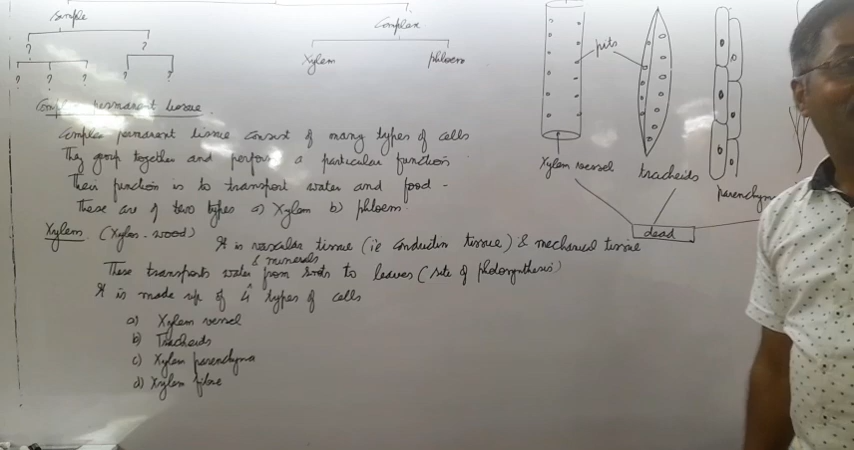 Simple
Complex
?
?
Xylem
phloem
?
?
?
?
?
Complex permanent tissue
Complex permanent tissue consist of many types of cells
They group together and perform a particular function
Their function is to transport water and food -
These are of two types a) Xylem b) phloem
Xylem (Xylos - wood) It is vascular tissue (ie conductin tissue) & mechanical tissue
& minerals
These transports water ^ from roots to leaves (site of photosynthesis)
It is made up of 4 types of cells
a) Xylem vessel
b) Tracheids
c) Xylem parenchyma
d) Xylem fibre
pits
Xylem vessel
tracheids
parenchym
dead